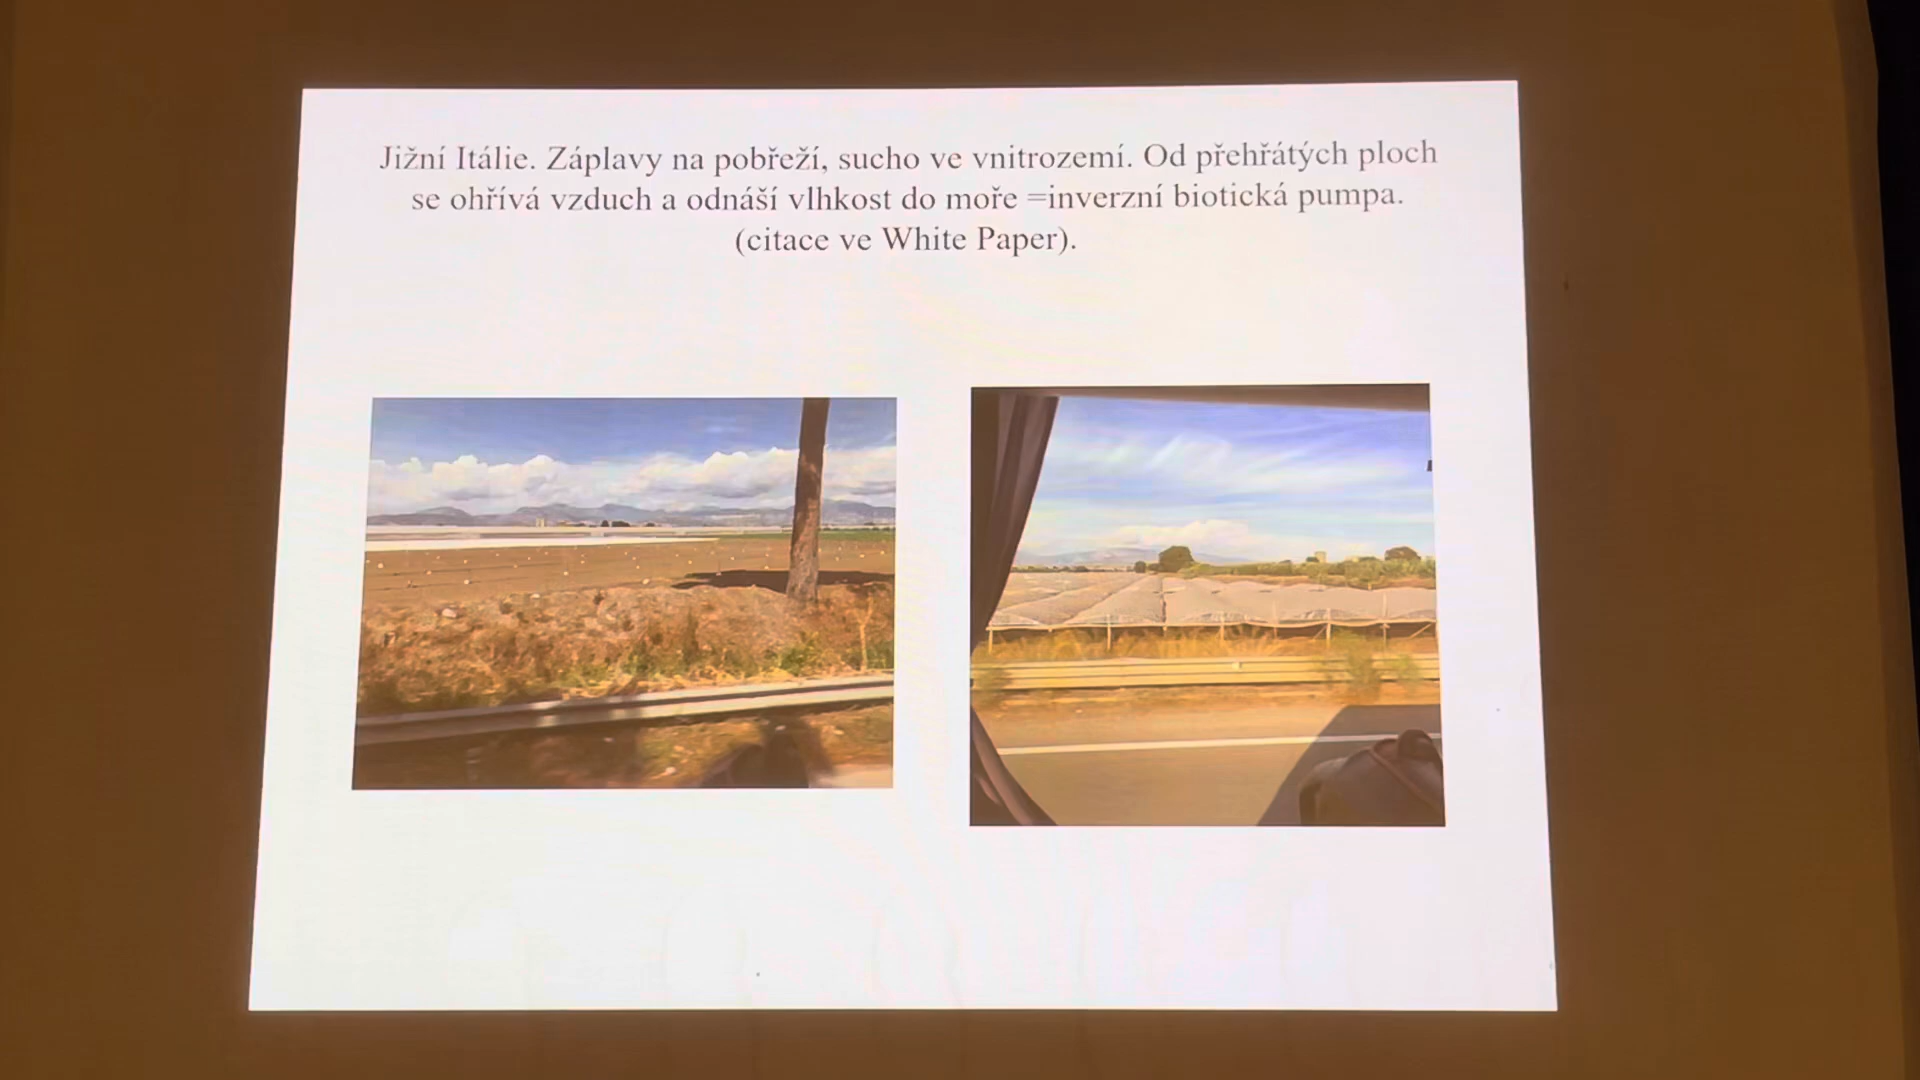 Jižní Itálie. Záplavy na pobřeží, sucho ve vnitrozemí. Od přehřátých ploch
se ohřívá vzduch a odnáší vlhkost do moře =inverzní biotická pumpa.
(citace ve White Paper).